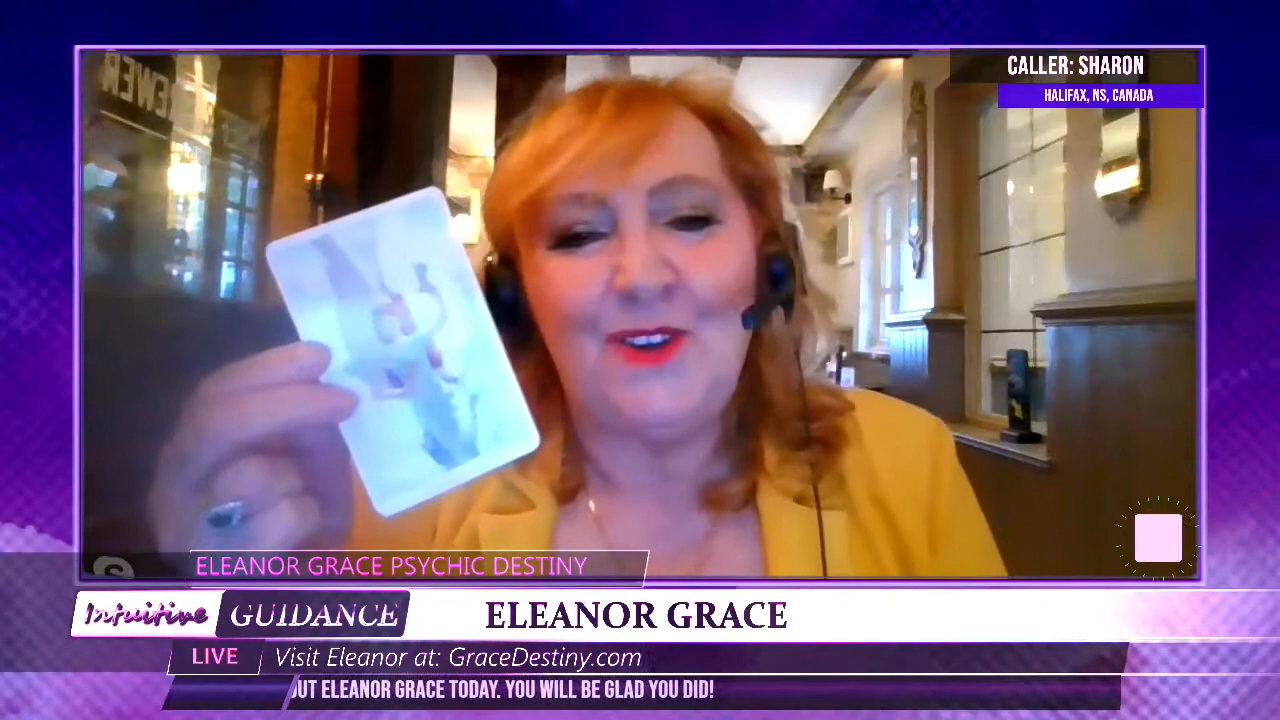 CALLER: SHARON
HALIFAX, NS, CANADA
ELEANOR GRACE PSYCHIC DESTINY
Intuitive GUIDANCE ELEANOR GRACE
LIVE Visit Eleanor at: GraceDestiny.com
UT ELEANOR GRACE TODAY. YOU WILL BE GLAD YOU DID!